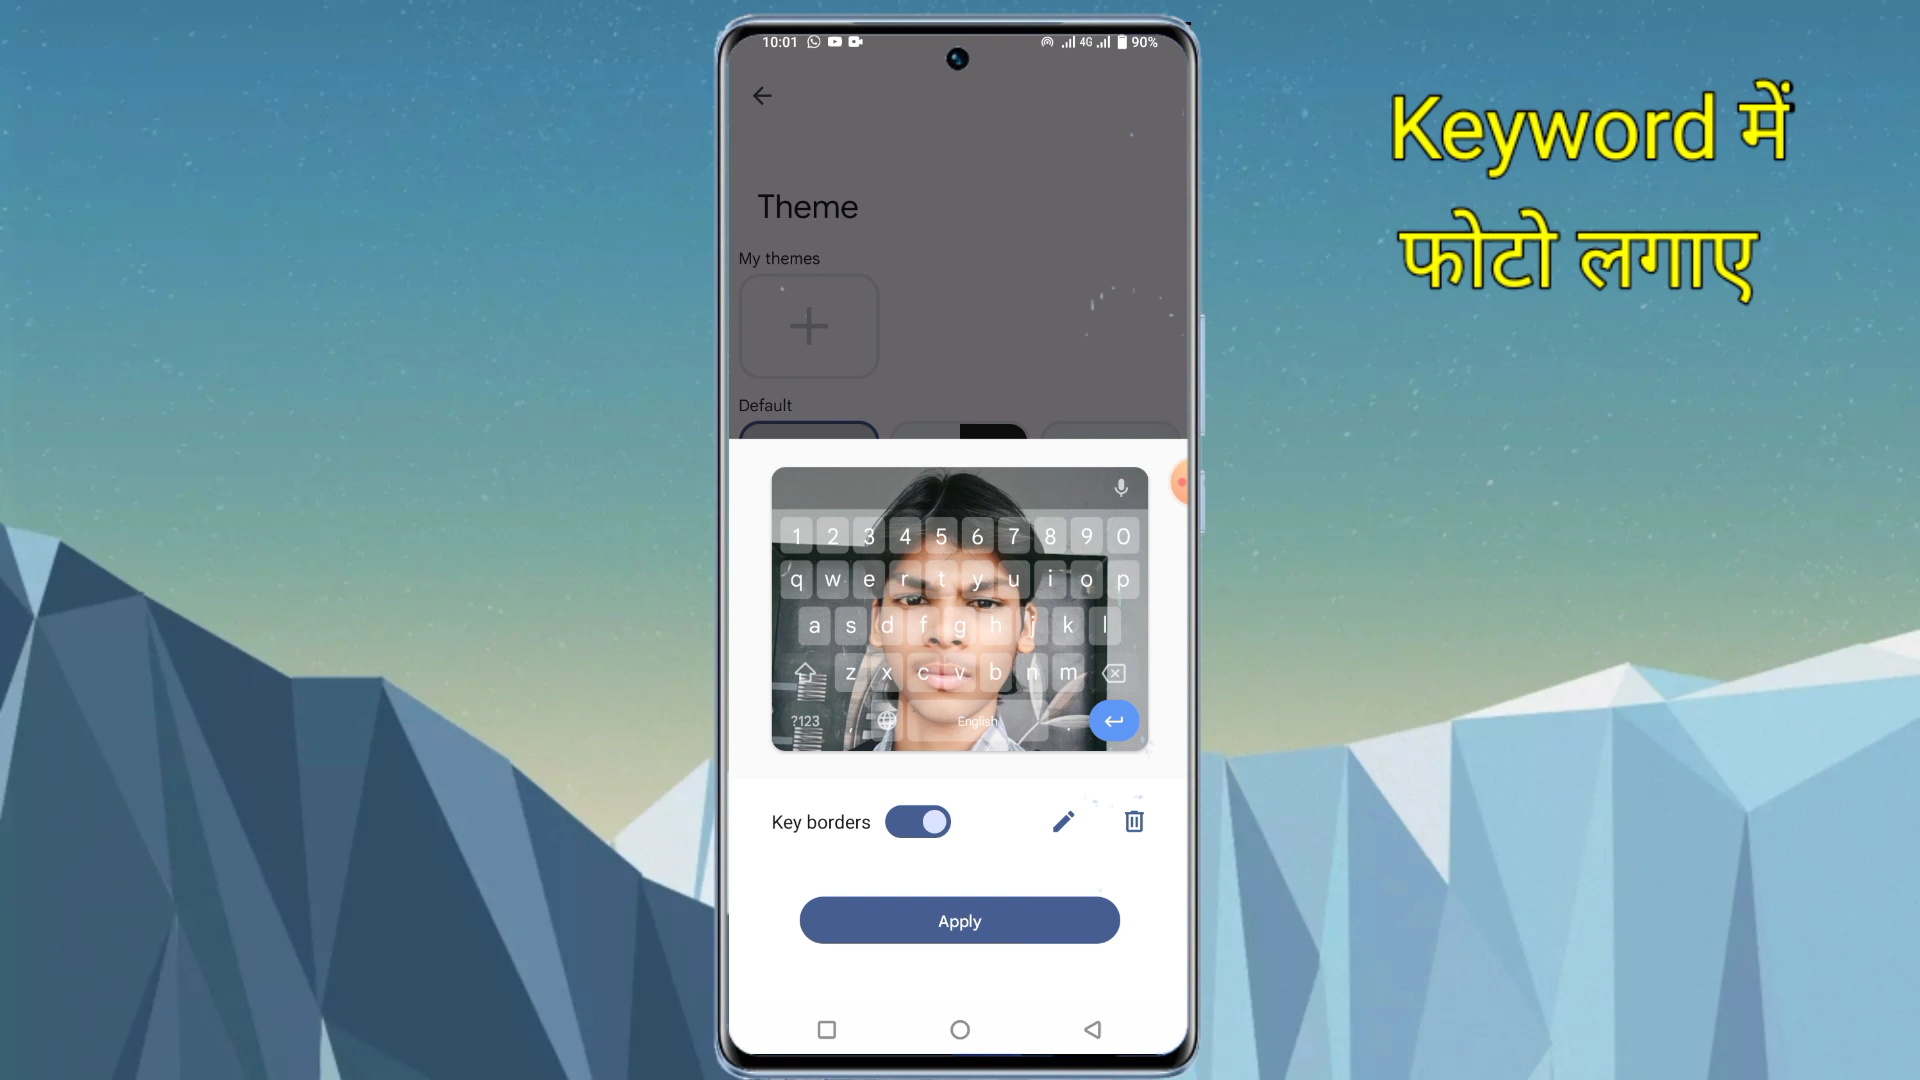 10:01 4G 90%
Keyword में
फोटो लगाए
Theme
My themes
Default
1 2 3 4 5 6 7 8 9 0
q w e r t y u i o p
a s d f g h j k l
z x c v b n m
?123 , English .
Key borders
Apply